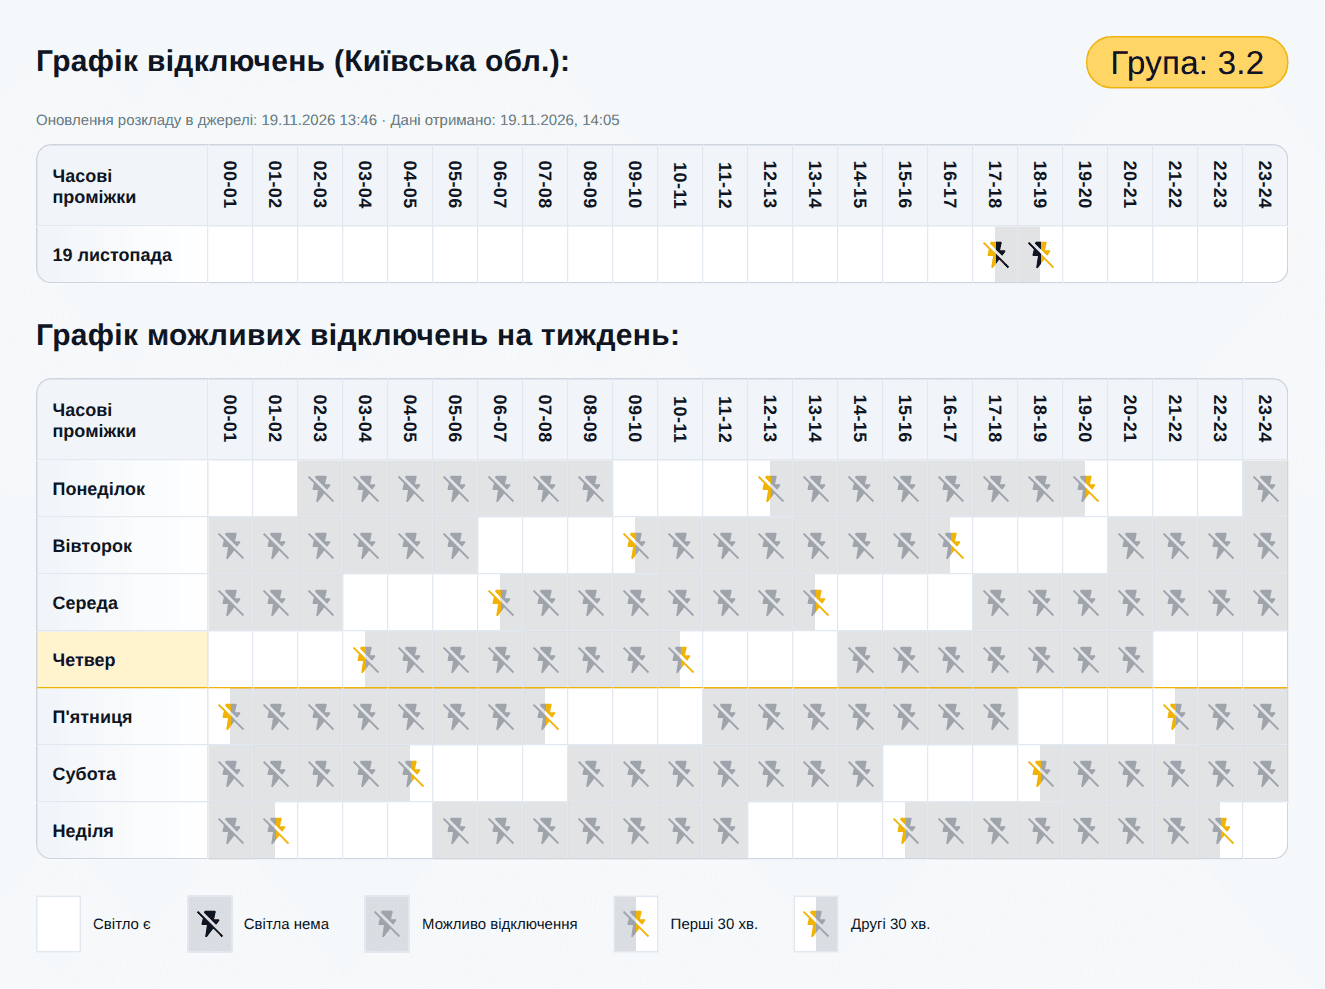 Графік відключень (Київська обл.):
Група: 3.2
Оновлення розкладу в джерелі: 19.11.2026 13:46 · Дані отримано: 19.11.2026, 14:05
Часові проміжки 00-01 01-02 02-03 03-04 04-05 05-06 06-07 07-08 08-09 09-10 10-11 11-12 12-13 13-14 14-15 15-16 16-17 17-18 18-19 19-20 20-21 21-22 22-23 23-24
19 листопада
Графік можливих відключень на тиждень:
Часові проміжки 00-01 01-02 02-03 03-04 04-05 05-06 06-07 07-08 08-09 09-10 10-11 11-12 12-13 13-14 14-15 15-16 16-17 17-18 18-19 19-20 20-21 21-22 22-23 23-24
Понеділок
Вівторок
Середа
Четвер
П'ятниця
Субота
Неділя
Світло є Світла нема Можливо відключення Перші 30 хв. Другі 30 хв.